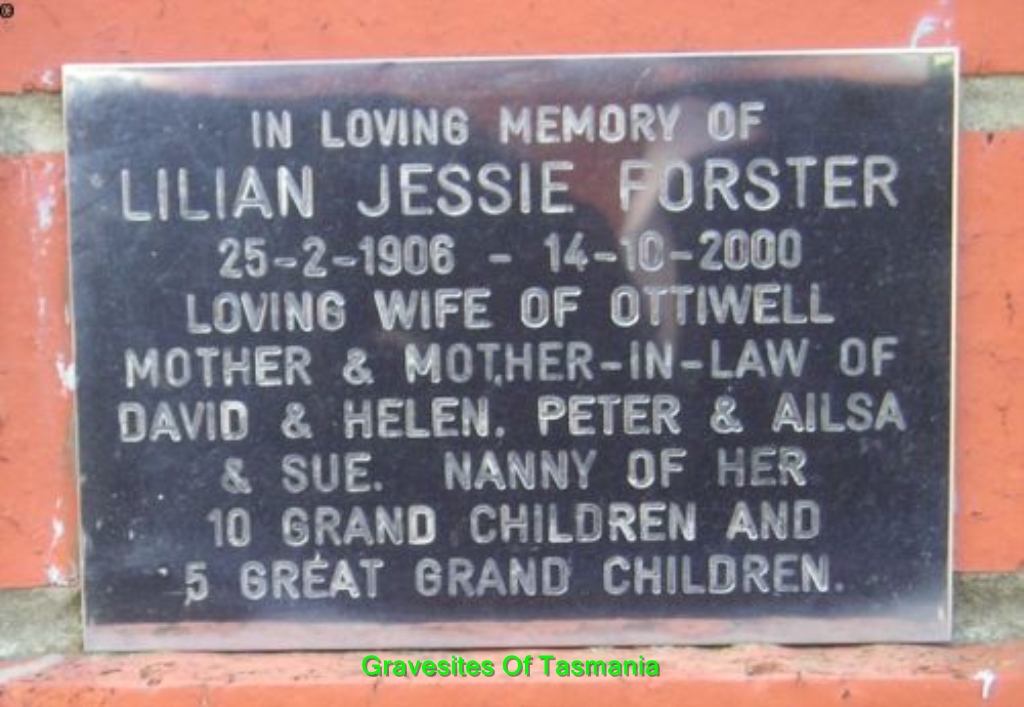 IN LOVING MEMORY OF
LILIAN JESSIE FORSTER
25-2-1906 - 14-10-2000
LOVING WIFE OF OTTIWELL
MOTHER & MOTHER-IN-LAW OF
DAVID & HELEN. PETER & AILSA
& SUE. NANNY OF HER
10 GRAND CHILDREN AND
5 GREAT GRAND CHILDREN.
Gravesites Of Tasmania